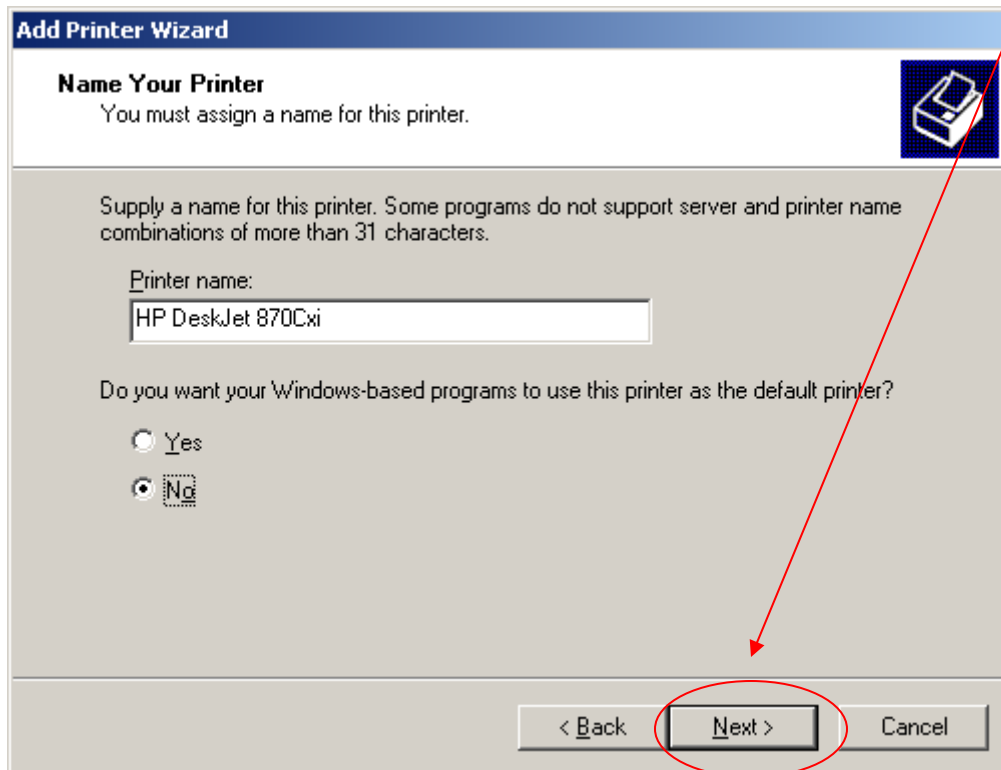 Add Printer Wizard
Name Your Printer
You must assign a name for this printer.
Supply a name for this printer. Some programs do not support server and printer name
combinations of more than 31 characters.
Printer name:
HP DeskJet 870Cxi
Do you want your Windows-based programs to use this printer as the default printer?
Yes
No
< Back
Next >
Cancel